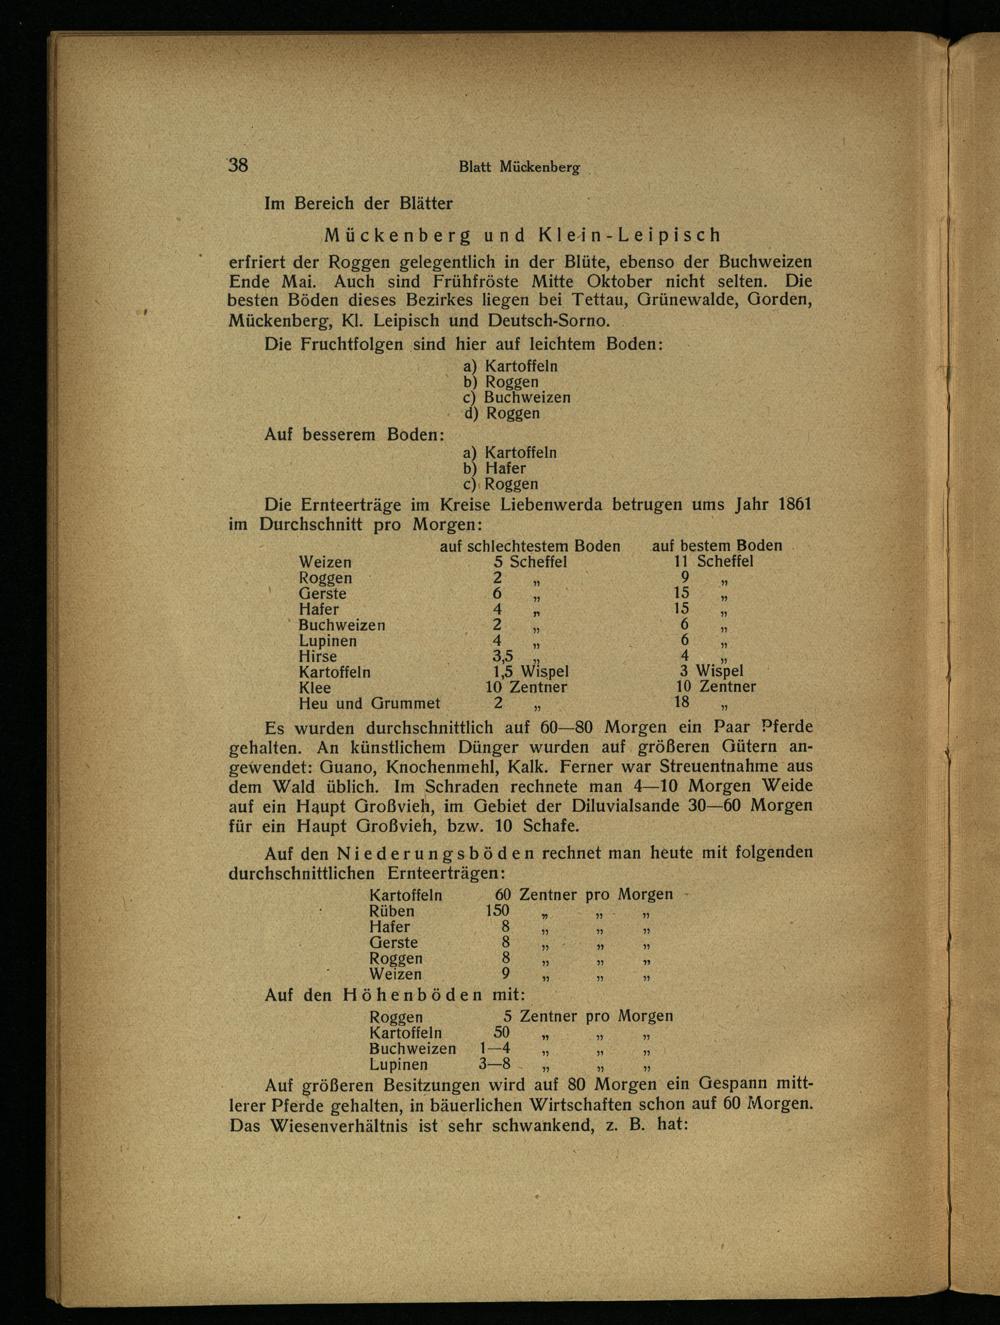 38 Blatt Mückenberg
Im Bereich der Blätter
Mückenberg und Klein-Leipisch
erfriert der Roggen gelegentlich in der Blüte, ebenso der Buchweizen
Ende Mai. Auch sind Frühfröste Mitte Oktober nicht selten. Die
besten Böden dieses Bezirkes liegen bei Tettau, Grünewalde, Gorden,
Mückenberg, Kl. Leipisch und Deutsch-Sorno.
Die Fruchtfolgen sind hier auf leichtem Boden:
a) Kartoffeln
b) Roggen
c) Buchweizen
d) Roggen
Auf besserem Boden:
a) Kartoffeln
b) Hafer
c) Roggen
Die Ernteerträge im Kreise Liebenwerda betrugen ums Jahr 1861
im Durchschnitt pro Morgen:
auf schlechtestem Boden auf bestem Boden
Weizen 5 Scheffel 11 Scheffel
Roggen 2 „ 9 „
Gerste 6 „ 15 „
Hafer 4 „ 15 „
Buchweizen 2 „ 6 „
Lupinen 4 „ 6 „
Hirse 3,5 „ 4 „
Kartoffeln 1,5 Wispel 3 Wispel
Klee 10 Zentner 10 Zentner
Heu und Grummet 2 „ 18 „
Es wurden durchschnittlich auf 60—80 Morgen ein Paar Pferde
gehalten. An künstlichem Dünger wurden auf größeren Gütern an-
gewendet: Guano, Knochenmehl, Kalk. Ferner war Streuentnahme aus
dem Wald üblich. Im Schraden rechnete man 4—10 Morgen Weide
auf ein Haupt Großvieh, im Gebiet der Diluvialsande 30—60 Morgen
für ein Haupt Großvieh, bzw. 10 Schafe.
Auf den Niederungsböden rechnet man heute mit folgenden
durchschnittlichen Ernteerträgen:
Kartoffeln 60 Zentner pro Morgen
Rüben 150 „ „ „
Hafer 8 „ „ „
Gerste 8 „ „ „
Roggen 8 „ „ „
Weizen 9 „ „ „
Auf den Höhenböden mit:
Roggen 5 Zentner pro Morgen
Kartoffeln 50 „ „ „
Buchweizen 1—4 „ „ „
Lupinen 3—8 „ „ „
Auf größeren Besitzungen wird auf 80 Morgen ein Gespann mitt-
lerer Pferde gehalten, in bäuerlichen Wirtschaften schon auf 60 Morgen.
Das Wiesenverhältnis ist sehr schwankend, z. B. hat: